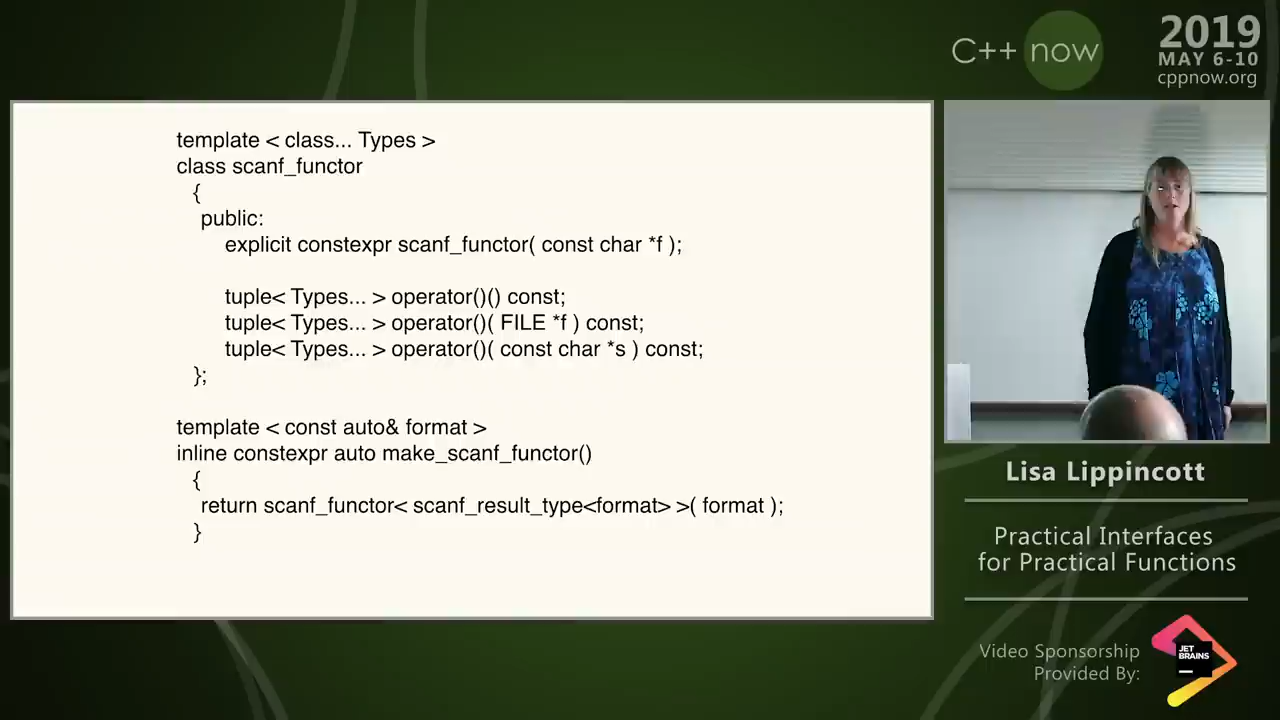 C++ now
2019
MAY 6-10
cppnow.org
template < class... Types >
class scanf_functor
{
public:
explicit constexpr scanf_functor( const char *f );
tuple< Types... > operator()() const;
tuple< Types... > operator()( FILE *f ) const;
tuple< Types... > operator()( const char *s ) const;
};
template < const auto& format >
inline constexpr auto make_scanf_functor()
{
return scanf_functor< scanf_result_type<format> >( format );
}
Lisa Lippincott
Practical Interfaces
for Practical Functions
Video Sponsorship
Provided By:
JET
BRAINS